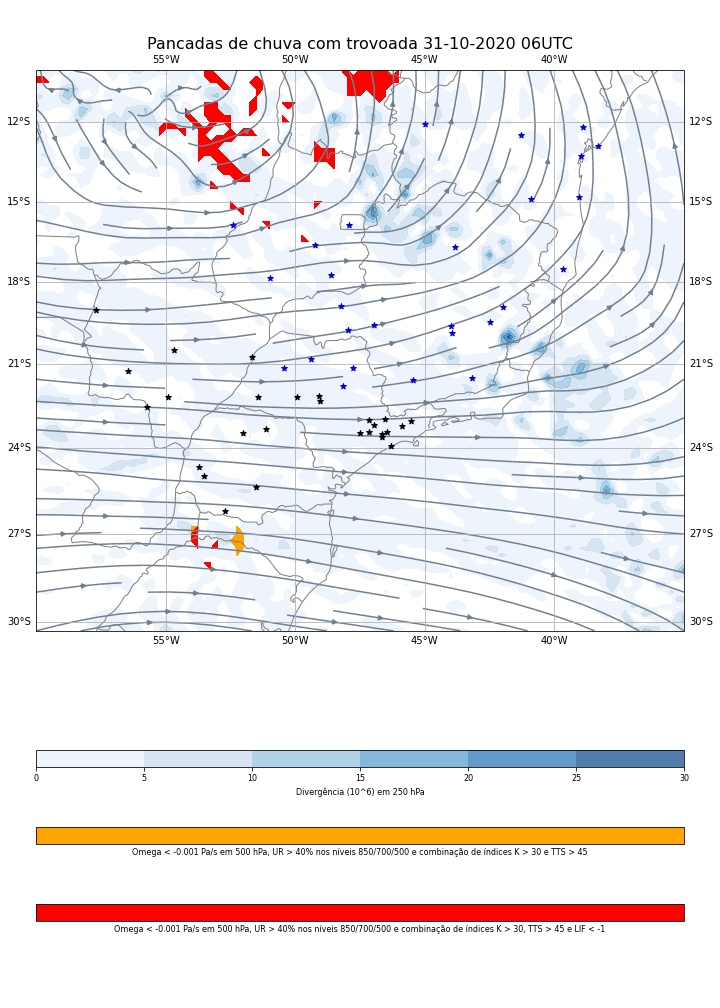 Pancadas de chuva com trovoada 31-10-2020 06UTC
55°W 50°W 45°W 40°W
12°S 12°S
15°S 15°S
18°S 18°S
21°S 21°S
24°S 24°S
27°S 27°S
30°S 30°S
55°W 50°W 45°W 40°W
0 5 10 15 20 25 30
Divergência (10^6) em 250 hPa
Omega < -0.001 Pa/s em 500 hPa, UR > 40% nos níveis 850/700/500 e combinação de índices K > 30 e TTS > 45
Omega < -0.001 Pa/s em 500 hPa, UR > 40% nos níveis 850/700/500 e combinação de índices K > 30, TTS > 45 e LIF < -1